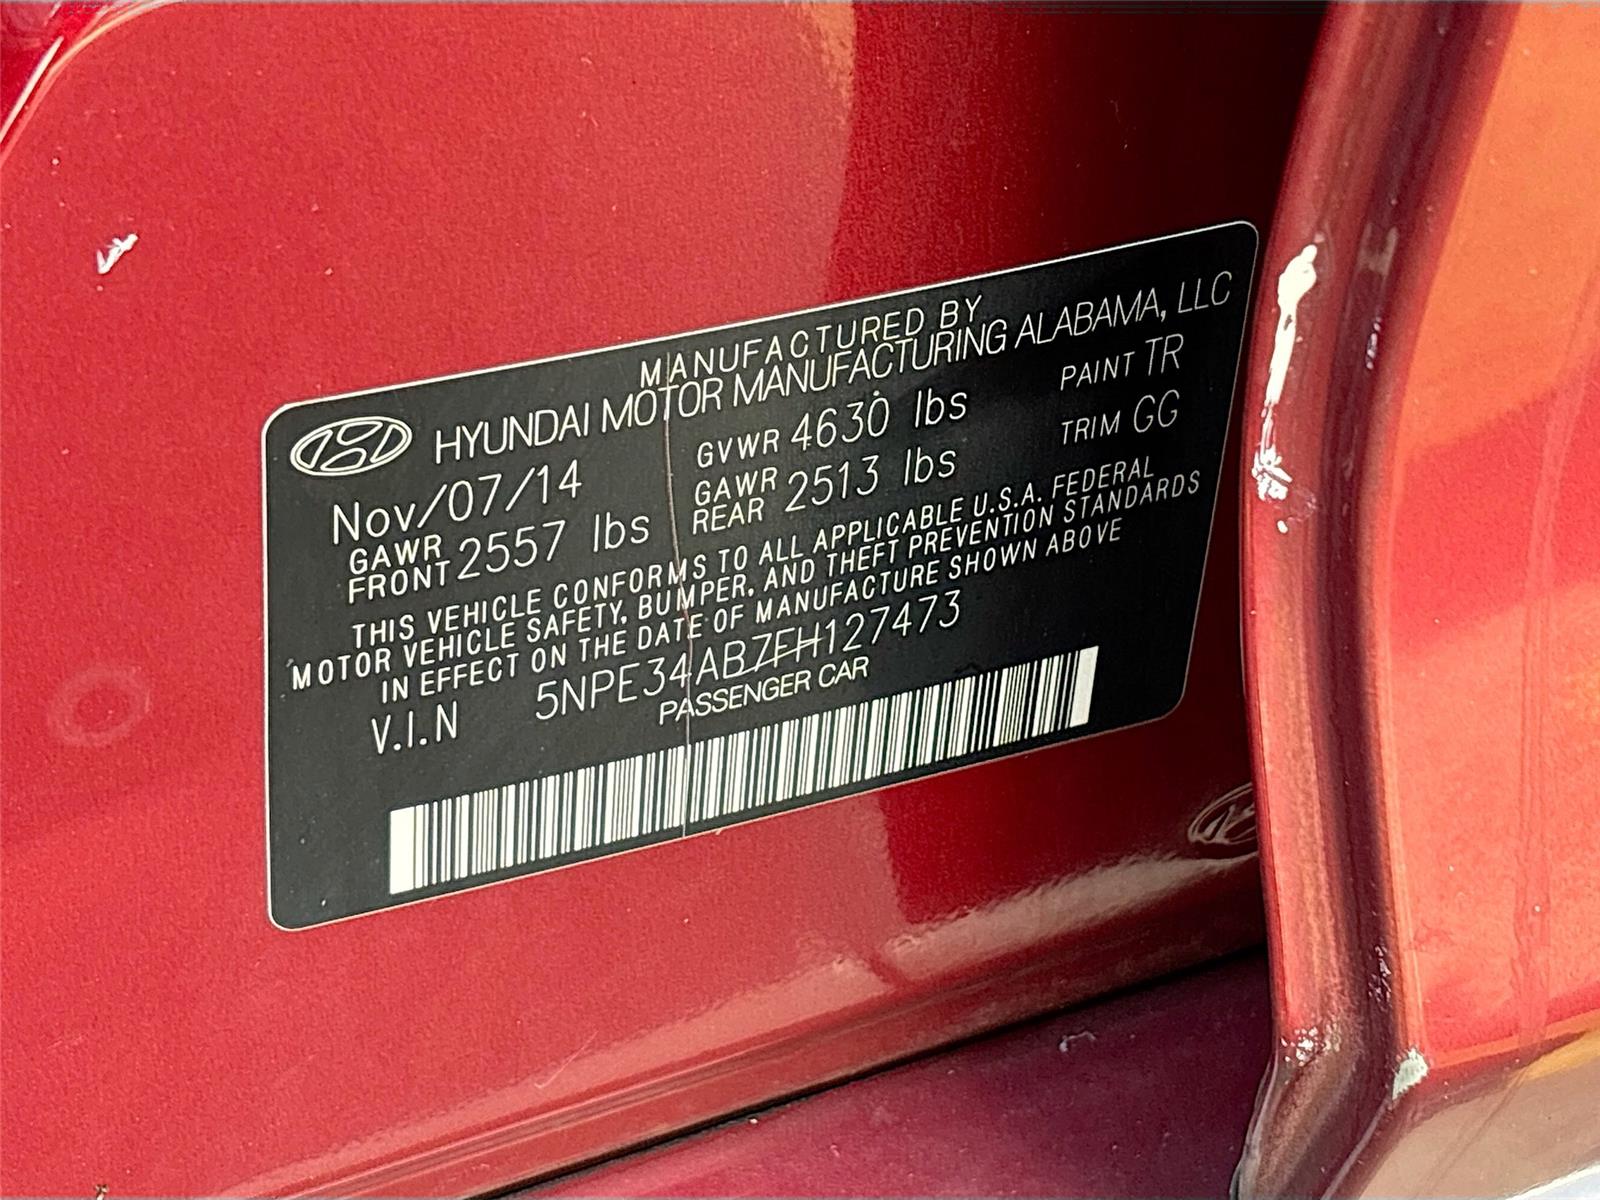 MANUFACTURED BY
HYUNDAI MOTOR MANUFACTURING ALABAMA, LLC
Nov/07/14 GVWR 4630 lbs PAINT TR
GAWR FRONT 2557 lbs GAWR REAR 2513 lbs TRIM GG
THIS VEHICLE CONFORMS TO ALL APPLICABLE U.S.A. FEDERAL
MOTOR VEHICLE SAFETY, BUMPER, AND THEFT PREVENTION STANDARDS
IN EFFECT ON THE DATE OF MANUFACTURE SHOWN ABOVE
V.I.N 5NPE34AB7FH127473
PASSENGER CAR